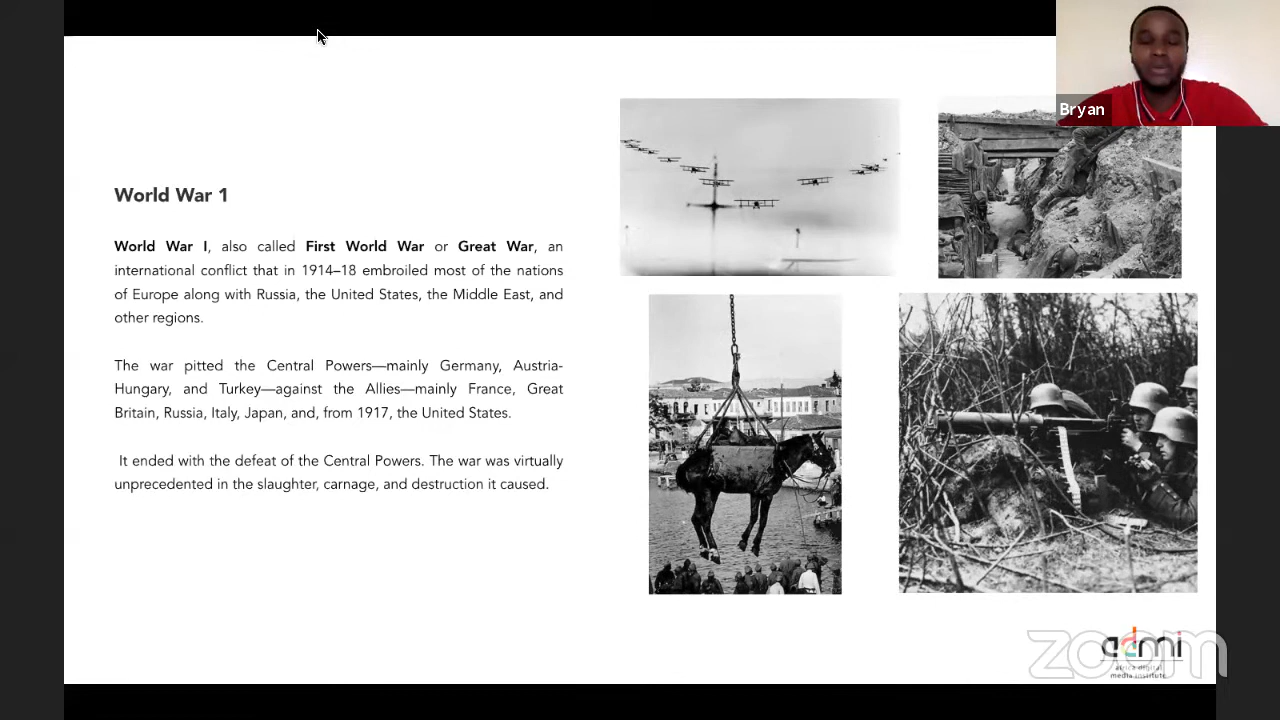 Bryan
World War 1
World War I, also called First World War or Great War, an
international conflict that in 1914–18 embroiled most of the nations
of Europe along with Russia, the United States, the Middle East, and
other regions.
The war pitted the Central Powers—mainly Germany, Austria-
Hungary, and Turkey—against the Allies—mainly France, Great
Britain, Russia, Italy, Japan, and, from 1917, the United States.
It ended with the defeat of the Central Powers. The war was virtually
unprecedented in the slaughter, carnage, and destruction it caused.
admi
zoom
africa digital
media institute